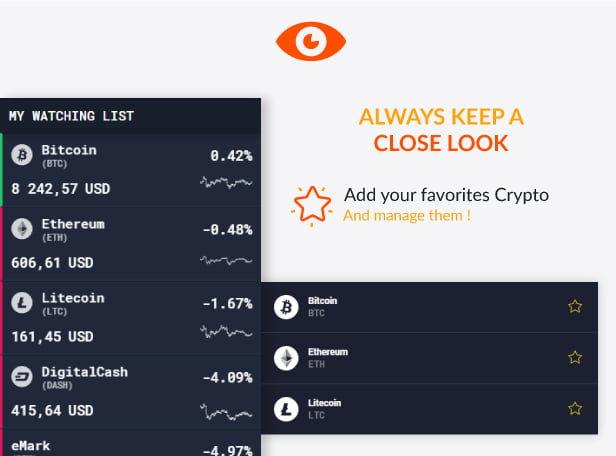 MY WATCHING LIST
Bitcoin
(BTC)
0.42%
8 242,57 USD
Ethereum
(ETH)
-0.48%
606,61 USD
Litecoin
(LTC)
-1.67%
161,45 USD
DigitalCash
(DASH)
-4.09%
415,64 USD
eMark
-4.97%
ALWAYS KEEP A
CLOSE LOOK
Add your favorites Crypto
And manage them !
Bitcoin
BTC
Ethereum
ETH
Litecoin
LTC